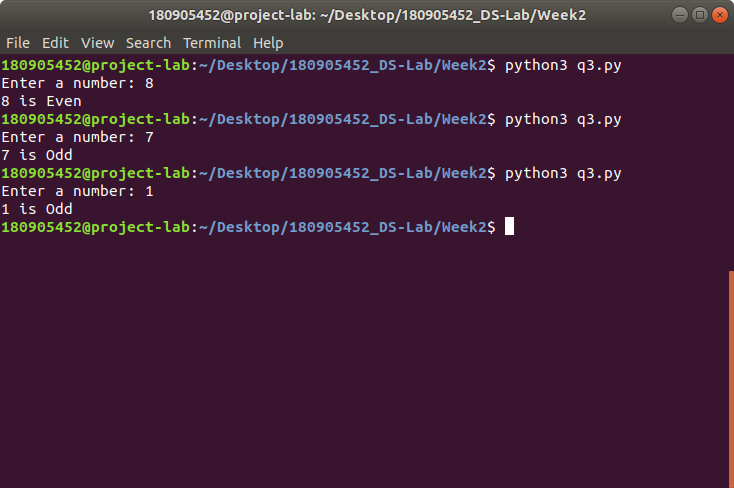 180905452@project-lab: ~/Desktop/180905452_DS-Lab/Week2
File Edit View Search Terminal Help
180905452@project-lab:~/Desktop/180905452_DS-Lab/Week2$ python3 q3.py
Enter a number: 8
8 is Even
180905452@project-lab:~/Desktop/180905452_DS-Lab/Week2$ python3 q3.py
Enter a number: 7
7 is Odd
180905452@project-lab:~/Desktop/180905452_DS-Lab/Week2$ python3 q3.py
Enter a number: 1
1 is Odd
180905452@project-lab:~/Desktop/180905452_DS-Lab/Week2$